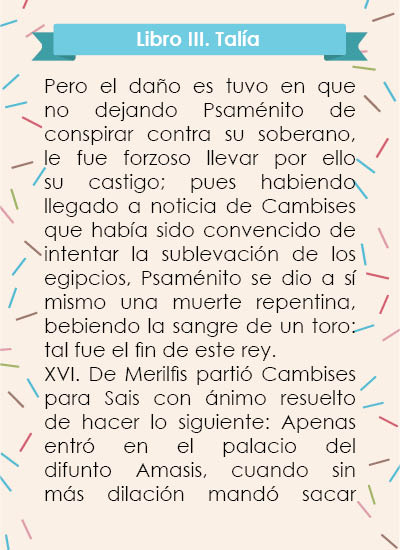 Libro III. Talía
Pero el daño es tuvo en que
no dejando Psaménito de
conspirar contra su soberano,
le fue forzoso llevar por ello
su castigo; pues habiendo
llegado a noticia de Cambises
que había sido convencido de
intentar la sublevación de los
egipcios, Psaménito se dio a sí
mismo una muerte repentina,
bebiendo la sangre de un toro:
tal fue el fin de este rey.
XVI. De Merilfis partió Cambises
para Sais con ánimo resuelto
de hacer lo siguiente: Apenas
entró en el palacio del
difunto Amasis, cuando sin
más dilación mandó sacar